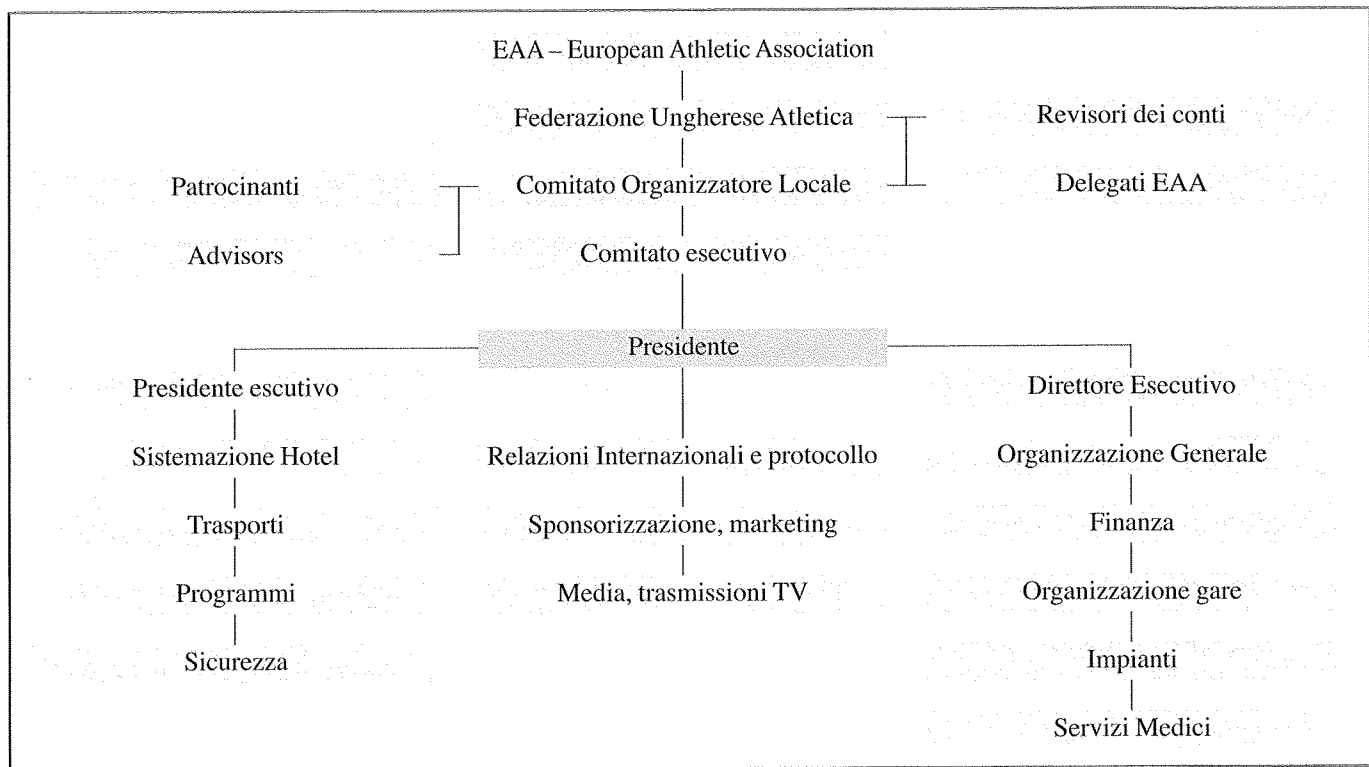 EAA – European Athletic Association
Federazione Ungherese Atletica
Revisori dei conti
Patrocinanti
Comitato Organizzatore Locale
Delegati EAA
Advisors
Comitato esecutivo
Presidente
Presidente escutivo
Direttore Esecutivo
Sistemazione Hotel
Relazioni Internazionali e protocollo
Organizzazione Generale
Trasporti
Sponsorizzazione, marketing
Finanza
Programmi
Media, trasmissioni TV
Organizzazione gare
Sicurezza
Impianti
Servizi Medici